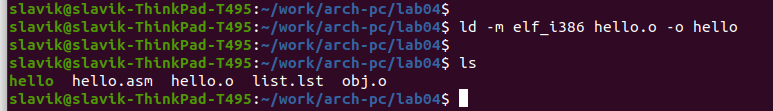 slavik@slavik-ThinkPad-T495:~/work/arch-pc/lab04$
slavik@slavik-ThinkPad-T495:~/work/arch-pc/lab04$ ld -m elf_i386 hello.o -o hello
slavik@slavik-ThinkPad-T495:~/work/arch-pc/lab04$
slavik@slavik-ThinkPad-T495:~/work/arch-pc/lab04$ ls
hello  hello.asm  hello.o  list.lst  obj.o
slavik@slavik-ThinkPad-T495:~/work/arch-pc/lab04$